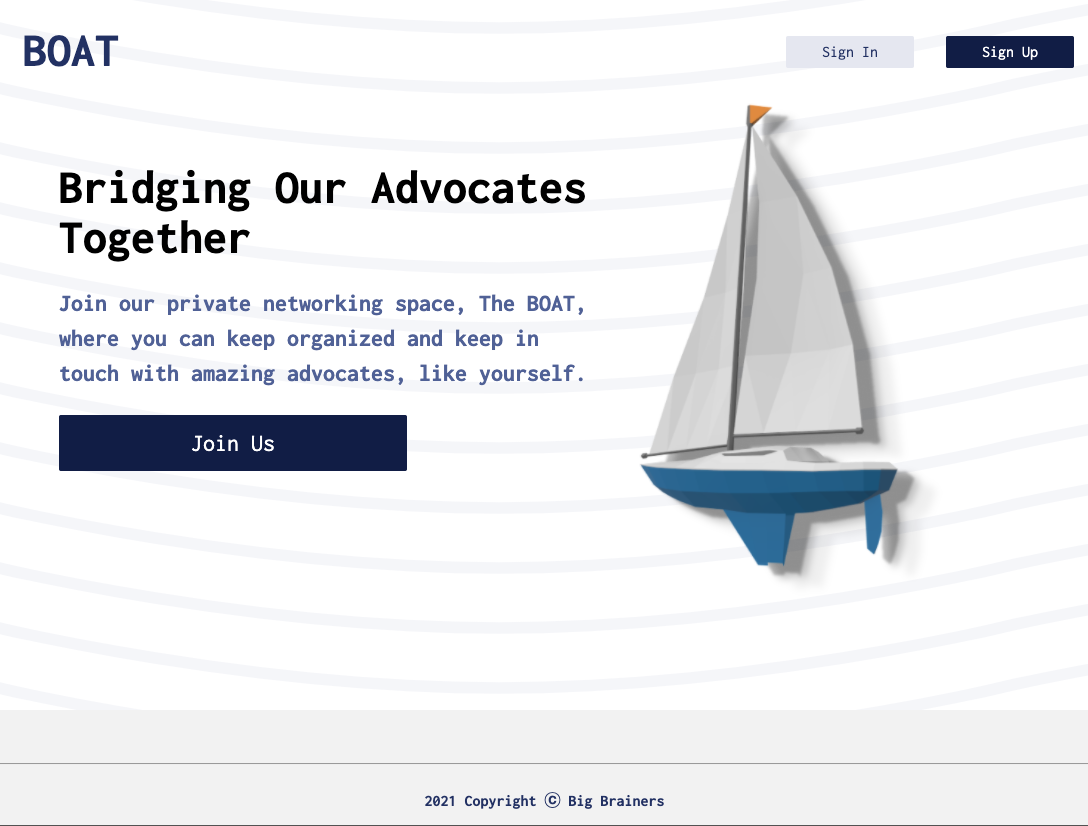 BOAT
Sign In
Sign Up
Bridging Our Advocates
Together
Join our private networking space, The BOAT,
where you can keep organized and keep in
touch with amazing advocates, like yourself.
Join Us
2021 Copyright ⓒ Big Brainers